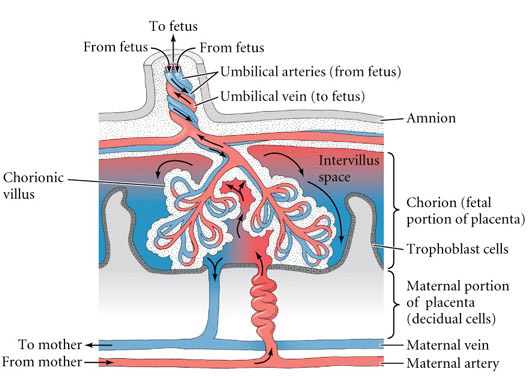 To fetus
From fetus
From fetus
Umbilical arteries (from fetus)
Umbilical vein (to fetus)
Amnion
Intervillus
space
Chorionic
villus
Chorion (fetal
portion of placenta)
Trophoblast cells
Maternal portion
of placenta
(decidual cells)
To mother
Maternal vein
From mother
Maternal artery